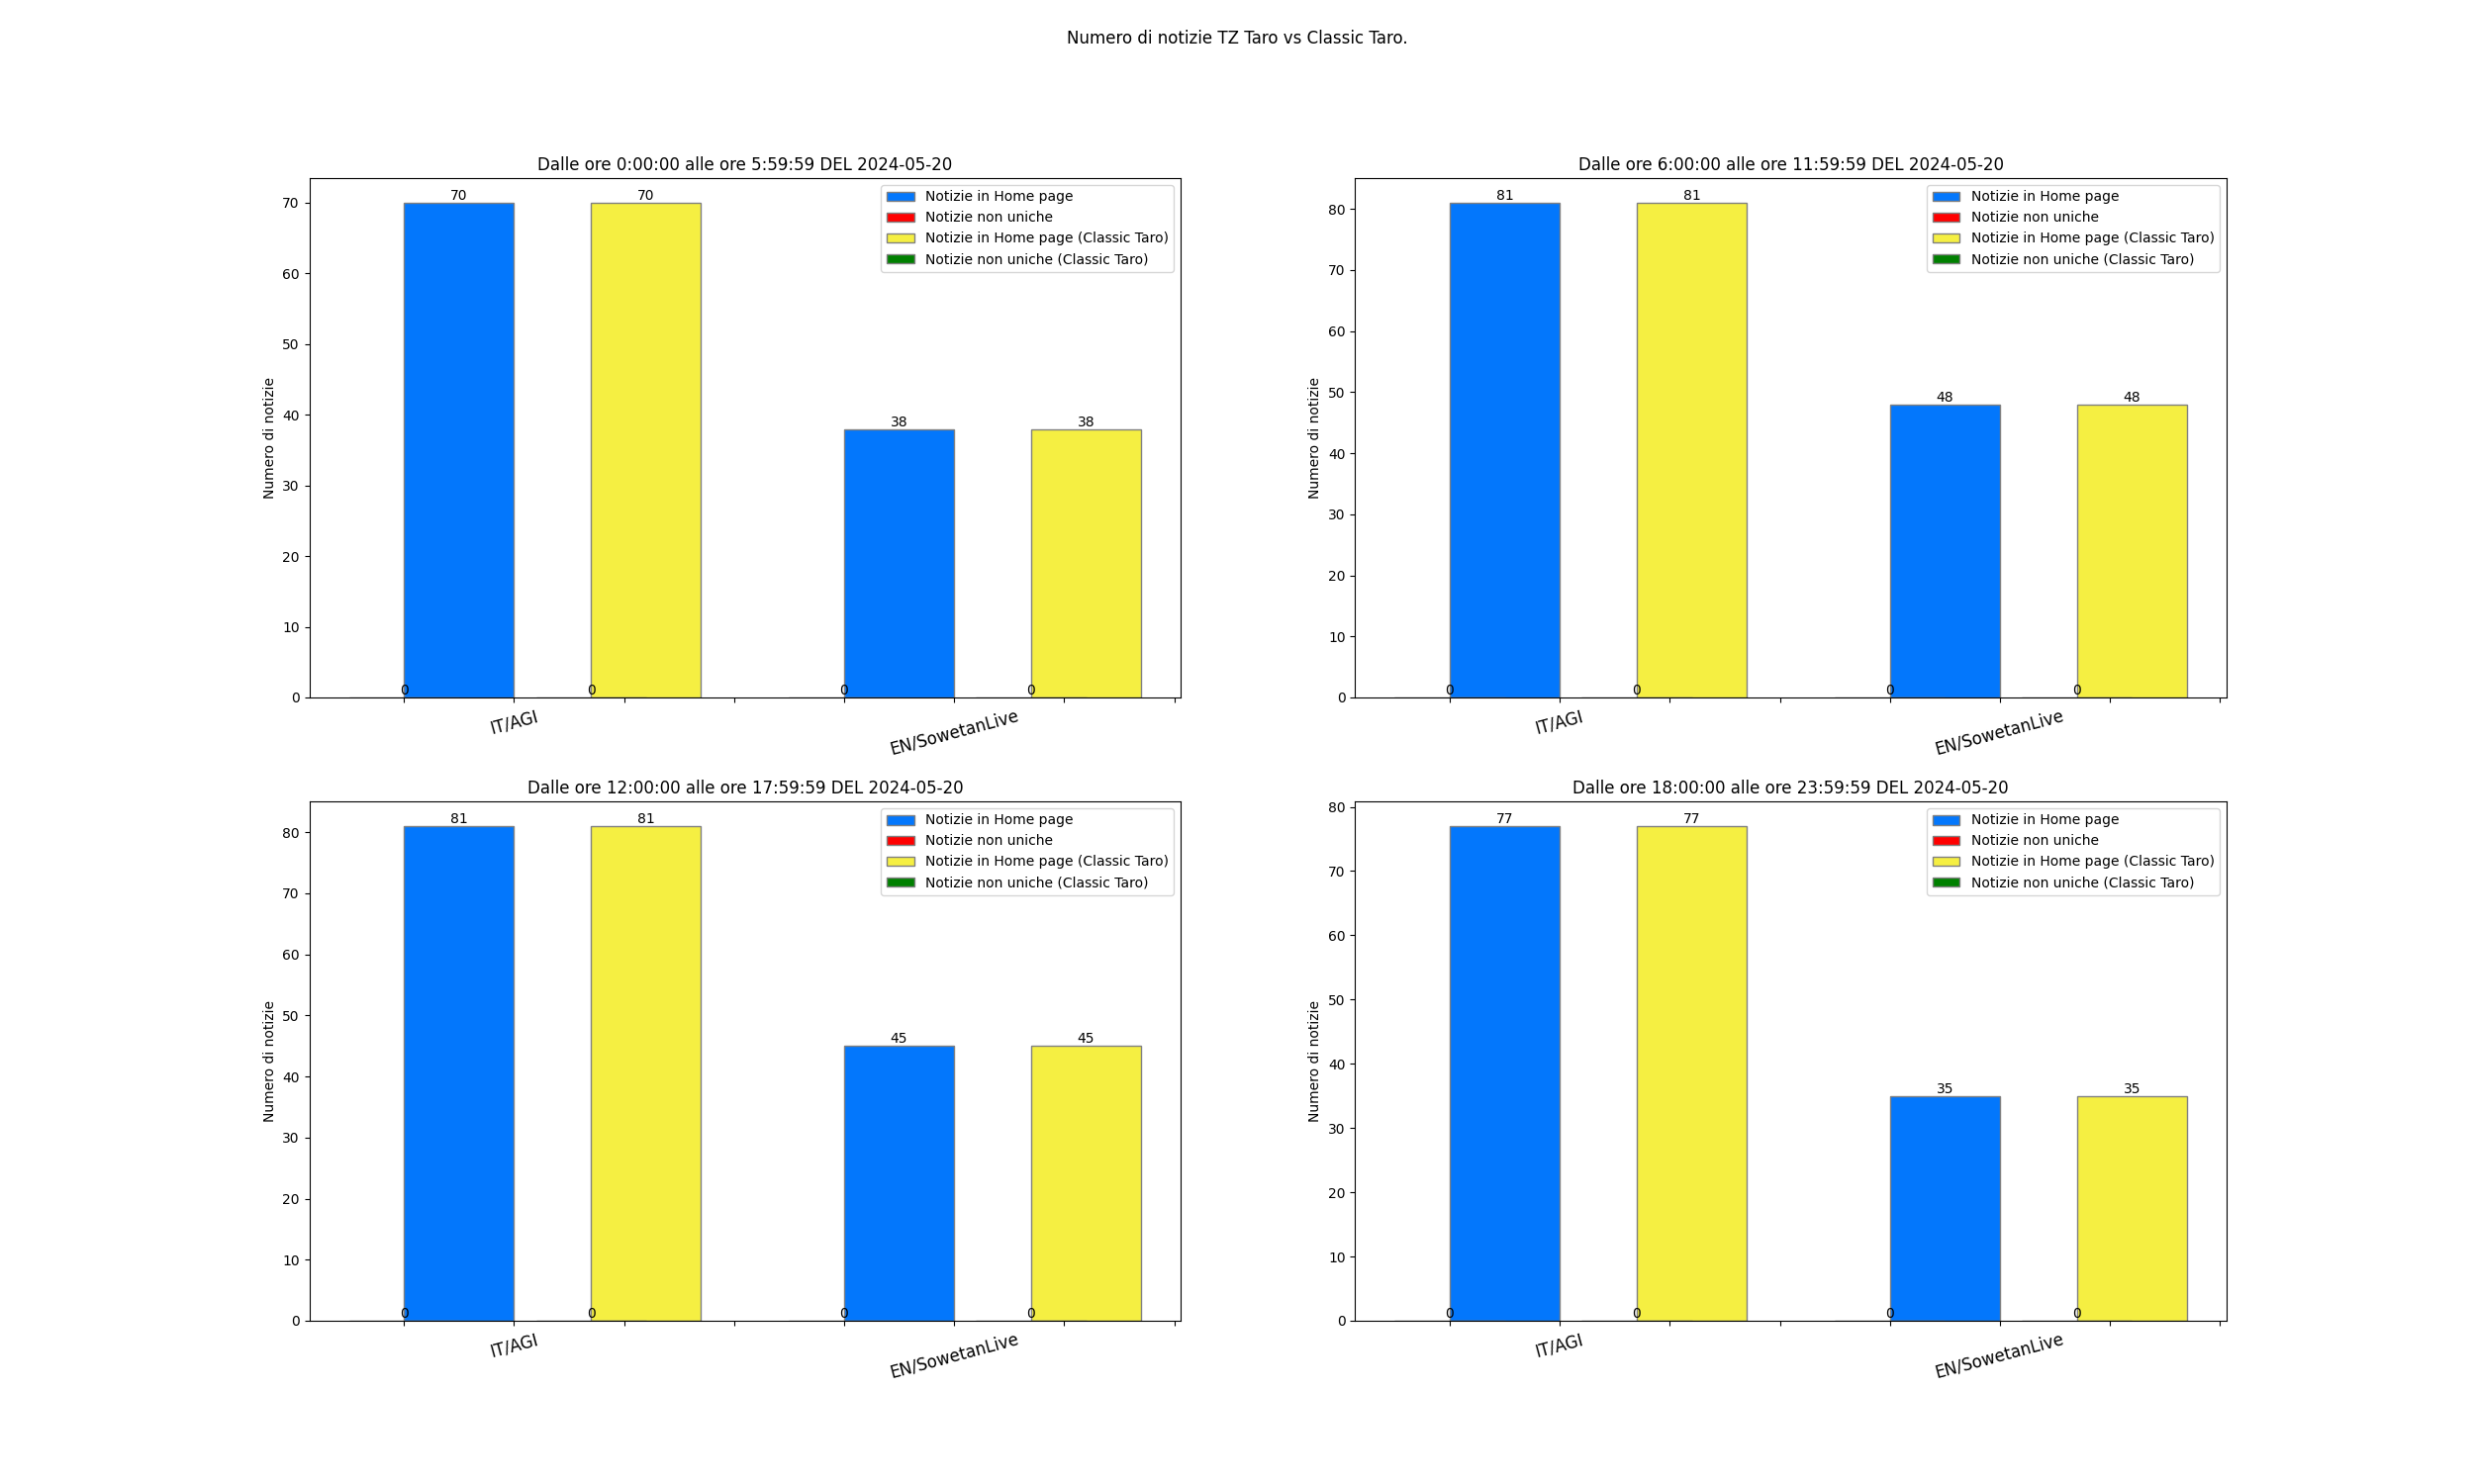 Numero di notizie TZ Taro vs Classic Taro.
Dalle ore 0:00:00 alle ore 5:59:59 DEL 2024-05-20
Numero di notizie
70
60
50
40
30
20
10
0
70
70
38
38
0
0
0
0
Notizie in Home page
Notizie non uniche
Notizie in Home page (Classic Taro)
Notizie non uniche (Classic Taro)
IT/AGI
EN/SowetanLive
Dalle ore 6:00:00 alle ore 11:59:59 DEL 2024-05-20
Numero di notizie
80
70
60
50
40
30
20
10
0
81
81
48
48
0
0
0
0
Notizie in Home page
Notizie non uniche
Notizie in Home page (Classic Taro)
Notizie non uniche (Classic Taro)
IT/AGI
EN/SowetanLive
Dalle ore 12:00:00 alle ore 17:59:59 DEL 2024-05-20
Numero di notizie
80
70
60
50
40
30
20
10
0
81
81
45
45
0
0
0
0
Notizie in Home page
Notizie non uniche
Notizie in Home page (Classic Taro)
Notizie non uniche (Classic Taro)
IT/AGI
EN/SowetanLive
Dalle ore 18:00:00 alle ore 23:59:59 DEL 2024-05-20
Numero di notizie
80
70
60
50
40
30
20
10
0
77
77
35
35
0
0
0
0
Notizie in Home page
Notizie non uniche
Notizie in Home page (Classic Taro)
Notizie non uniche (Classic Taro)
IT/AGI
EN/SowetanLive